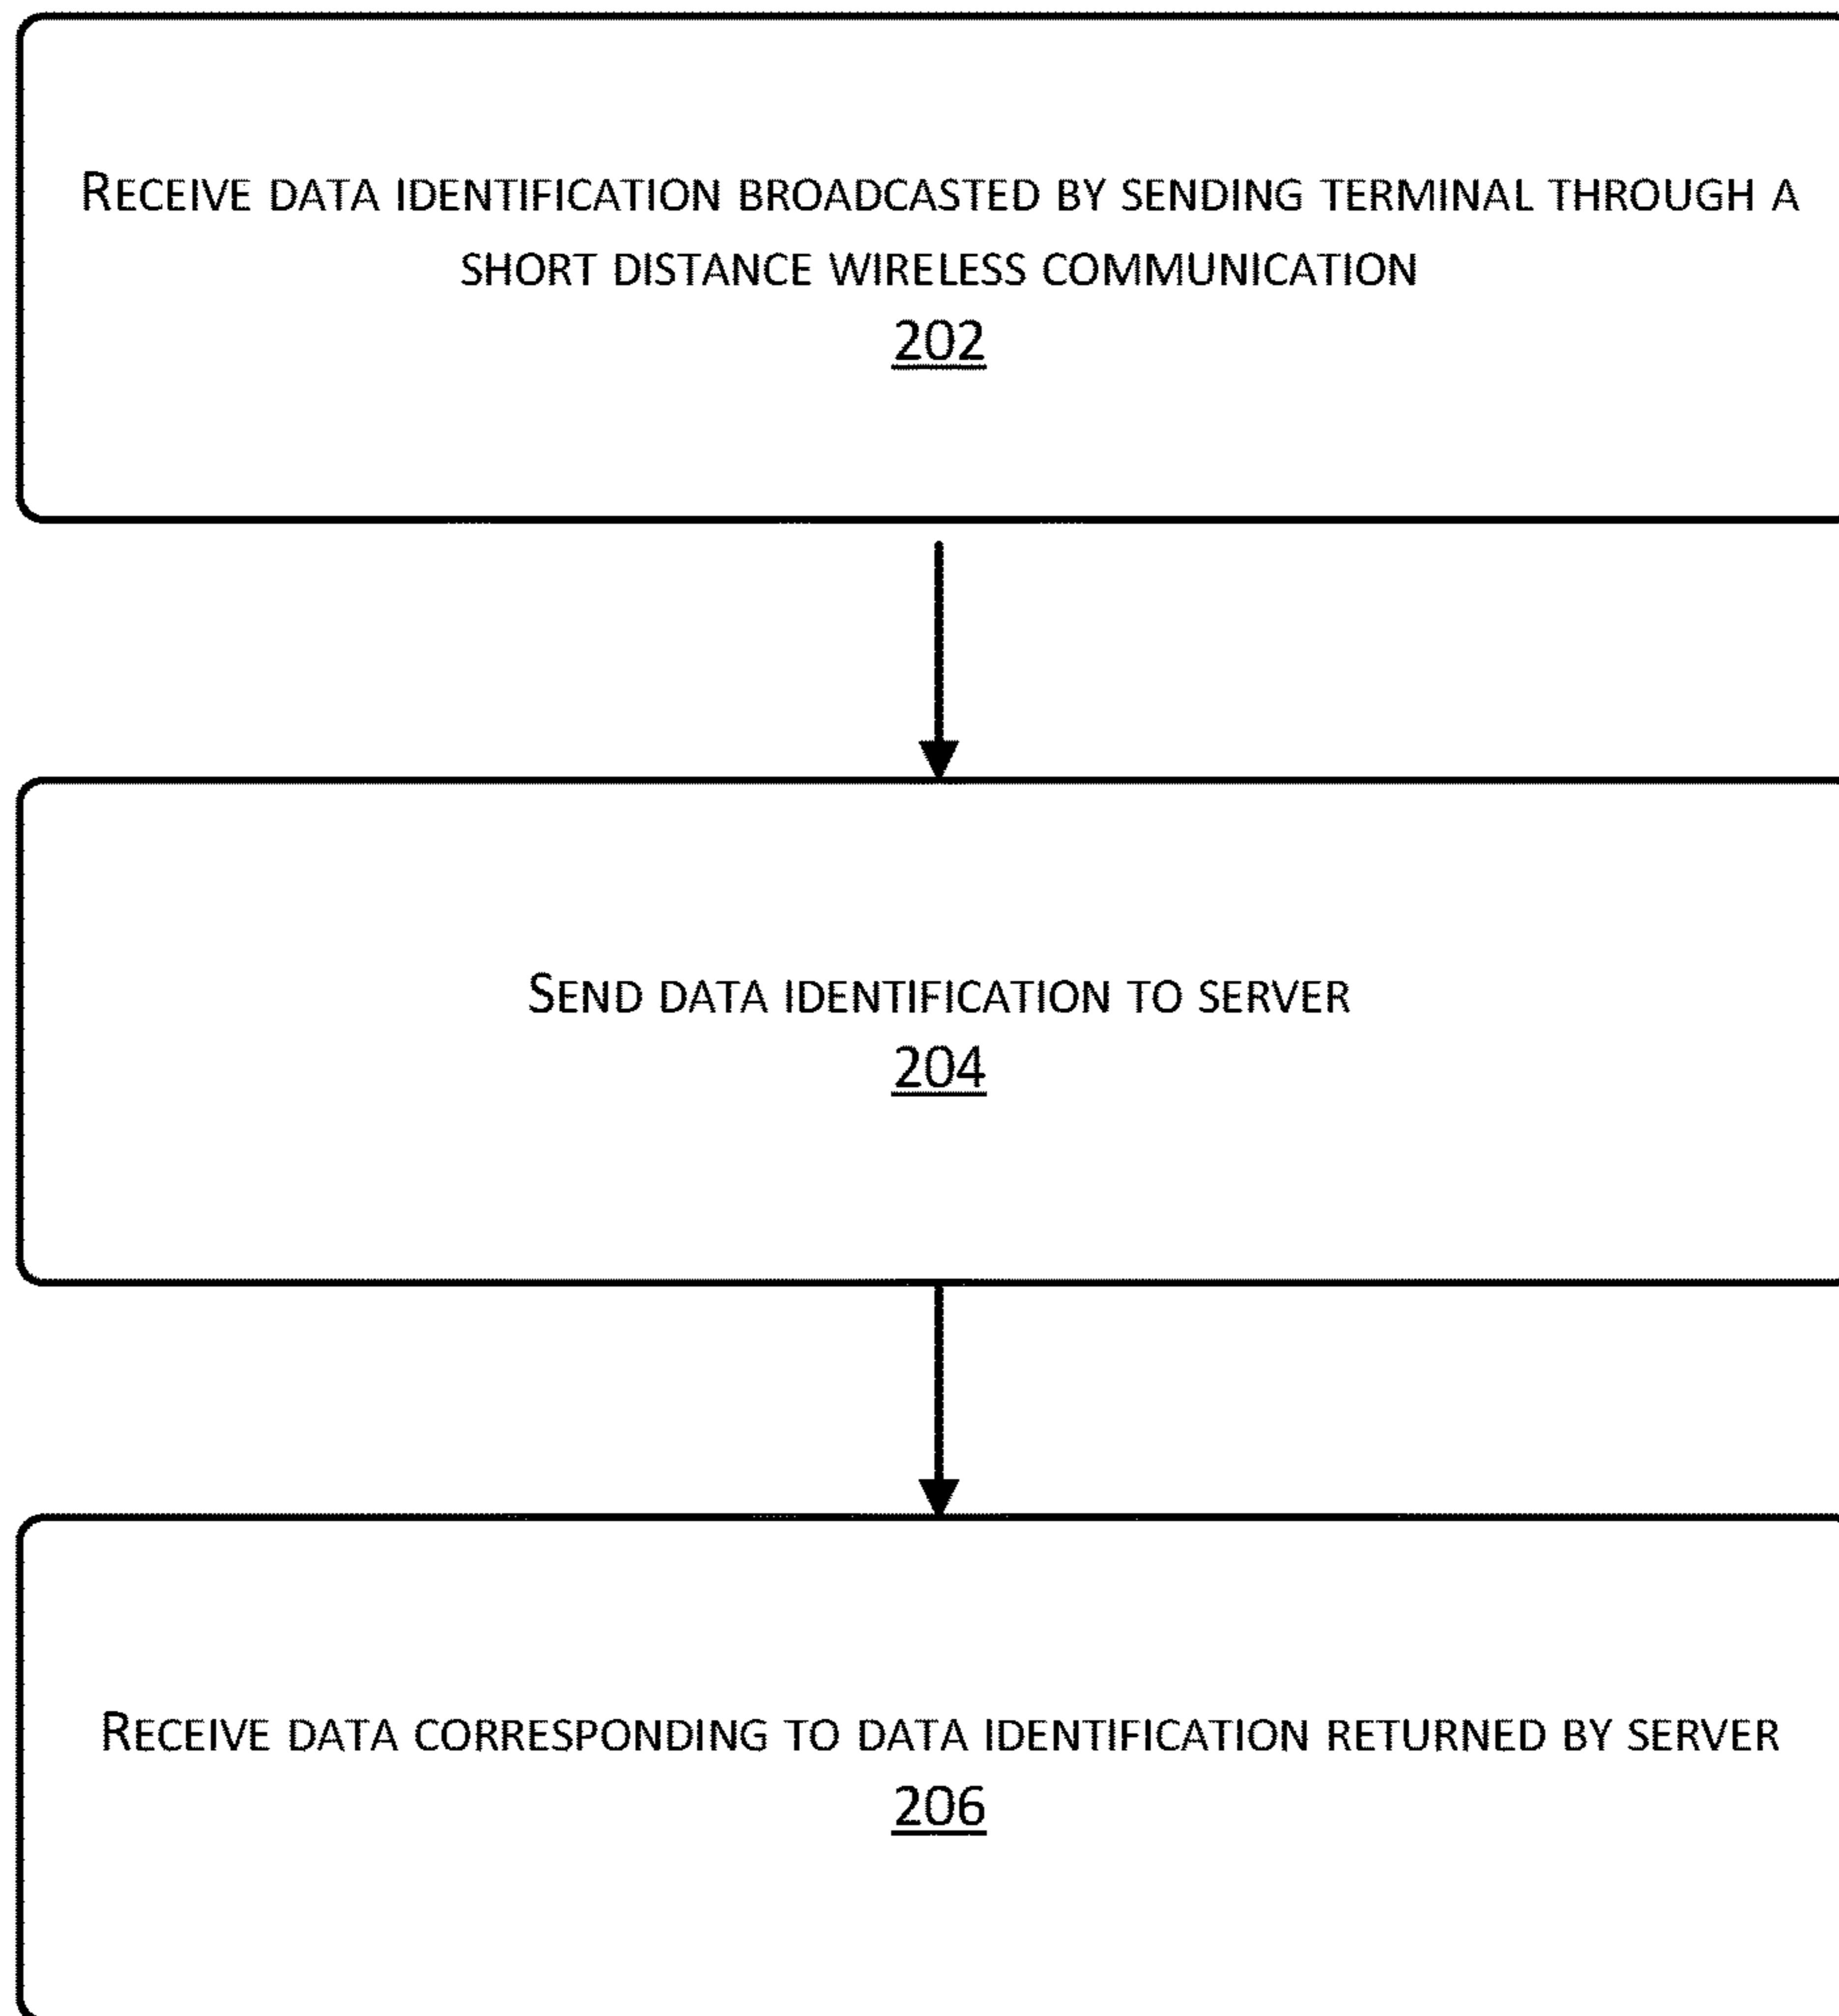 RECEIVE DATA IDENTIFICATION BROADCASTED BY SENDING TERMINAL THROUGH A
SHORT DISTANCE WIRELESS COMMUNICATION
202
SEND DATA IDENTIFICATION TO SERVER
204
RECEIVE DATA CORRESPONDING TO DATA IDENTIFICATION RETURNED BY SERVER
206